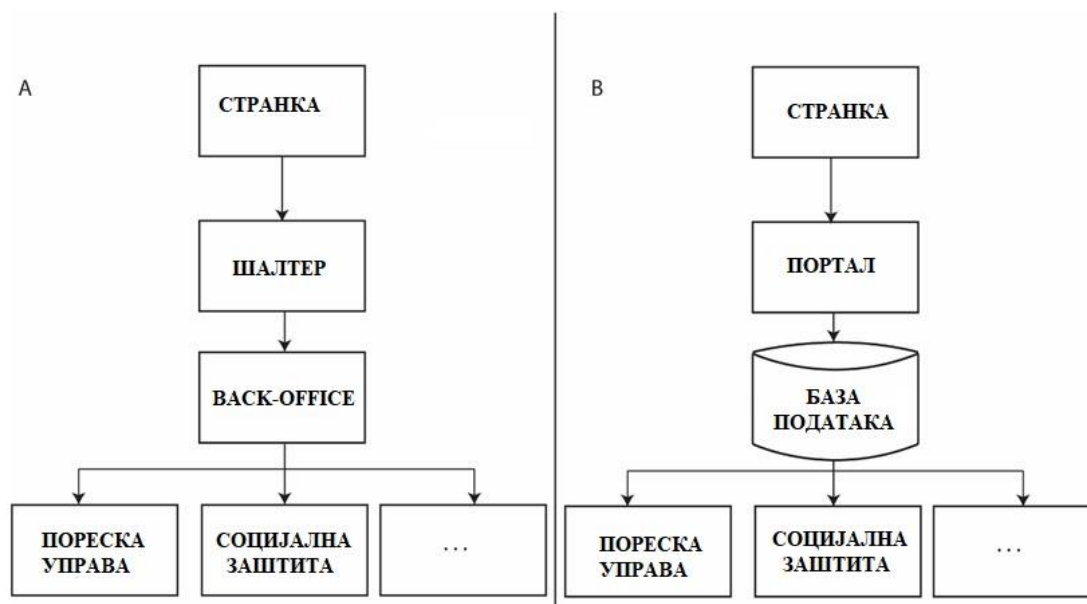 A
СТРАНКА
ШАЛТЕР
BACK-OFFICE
ПОРЕСКА
УПРАВА
СОЦИЈАЛНА
ЗАШТИТА
...
B
СТРАНКА
ПОРТАЛ
БАЗА
ПОДАТАКА
ПОРЕСКА
УПРАВА
СОЦИЈАЛНА
ЗАШТИТА
...